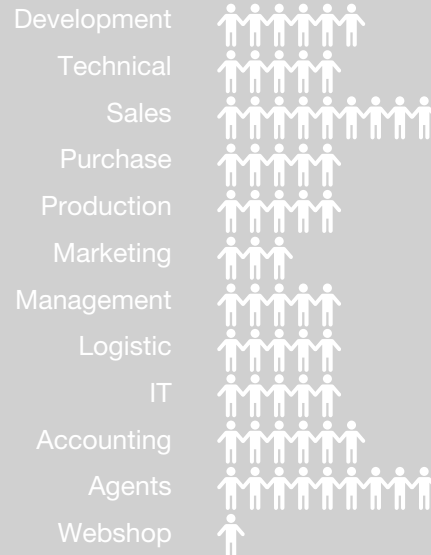 Development
Technical
Sales
Purchase
Production
Marketing
Management
Logistic
IT
Accounting
Agents
Webshop